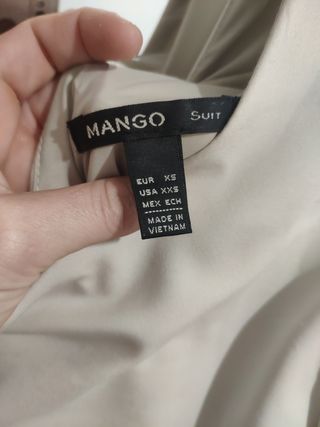 MANGO SUIT
EUR XS
USA XXS
MEX ECH
MADE IN
VIETNAM